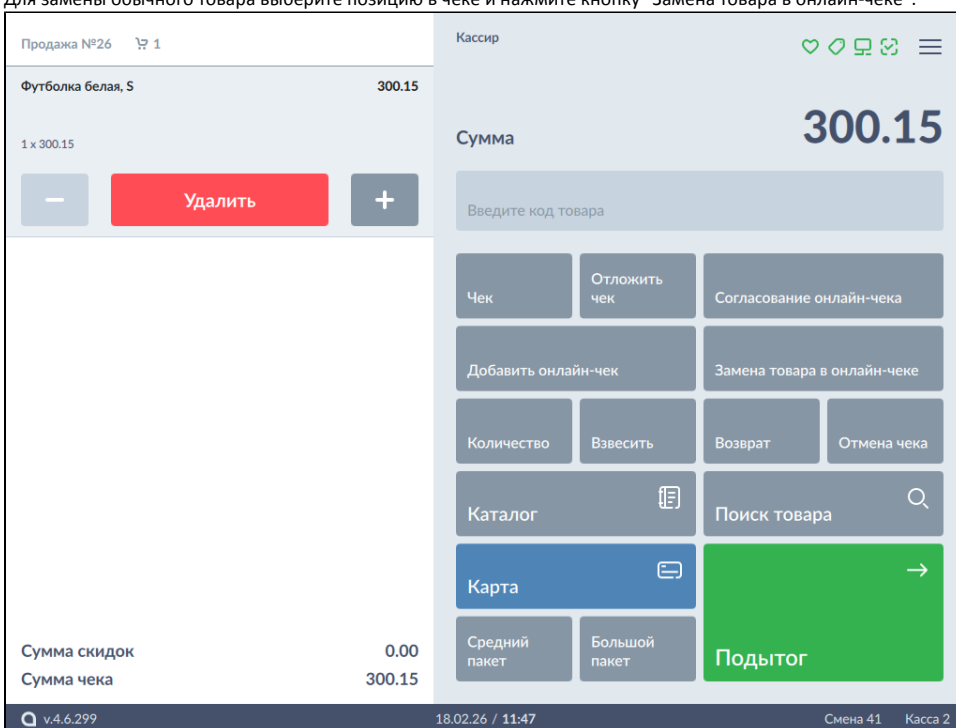 Для замены обычного товара выберите позицию в чеке и нажмите кнопку "Замена товара в онлайн-чеке".
Продажа №26 1
Футболка белая, S 300.15
1 x 300.15
Удалить
Сумма скидок 0.00
Сумма чека 300.15
Кассир
Сумма 300.15
Введите код товара
Чек
Отложить
чек
Согласование онлайн-чека
Добавить онлайн-чек
Замена товара в онлайн-чеке
Количество
Взвесить
Возврат
Отмена чека
Каталог
Поиск товара
Карта
Средний
пакет
Большой
пакет
Подытог
v.4.6.299 18.02.26 / 11:47 Смена 41 Касса 2